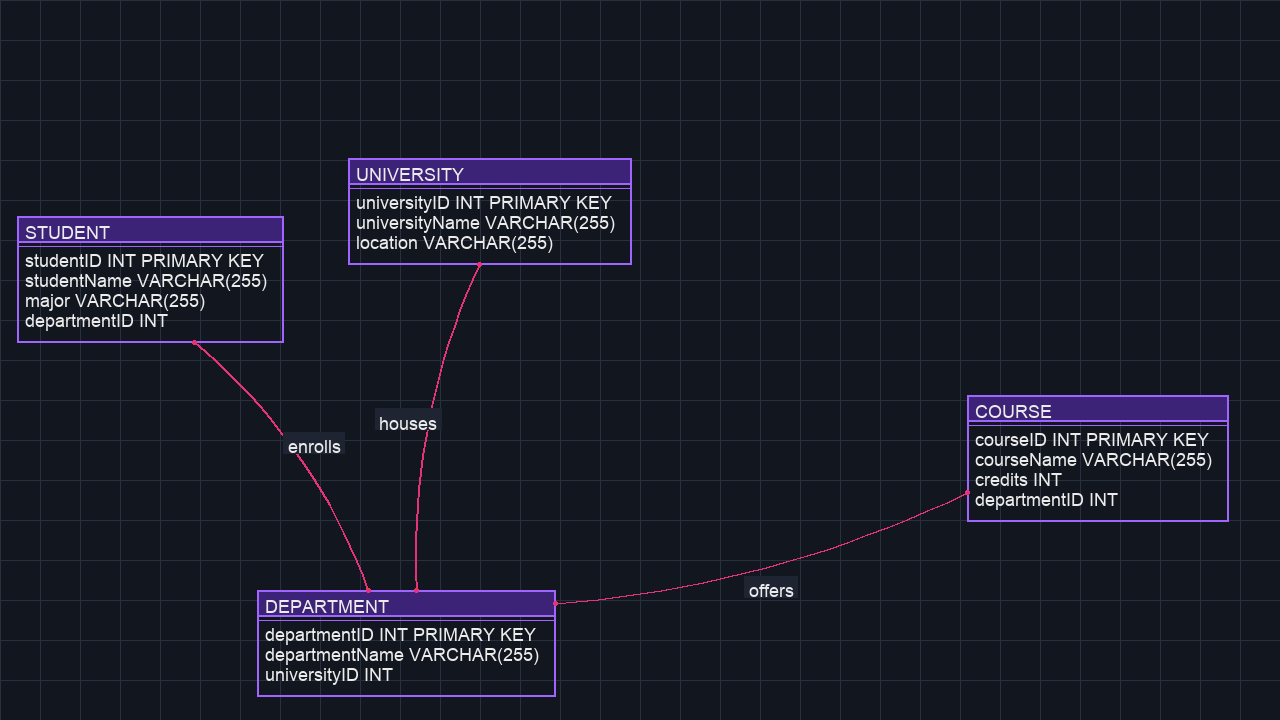 UNIVERSITY
universityID INT PRIMARY KEY
universityName VARCHAR(255)
location VARCHAR(255)
STUDENT
studentID INT PRIMARY KEY
studentName VARCHAR(255)
major VARCHAR(255)
departmentID INT
houses
enrolls
COURSE
courseID INT PRIMARY KEY
courseName VARCHAR(255)
credits INT
departmentID INT
offers
DEPARTMENT
departmentID INT PRIMARY KEY
departmentName VARCHAR(255)
universityID INT